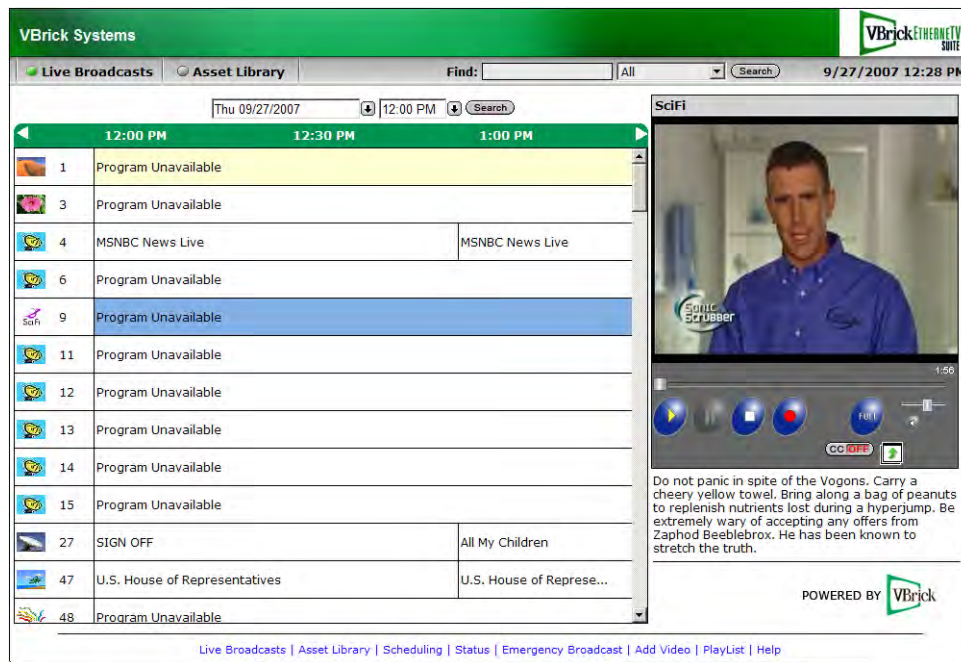 VBrick Systems
VBrick ETHERNETV
SUITE
Live Broadcasts Asset Library Find: All Search 9/27/2007 12:28 PM
Thu 09/27/2007 12:00 PM Search
12:00 PM 12:30 PM 1:00 PM
1 Program Unavailable
3 Program Unavailable
4 MSNBC News Live MSNBC News Live
6 Program Unavailable
SciFi 9 Program Unavailable
11 Program Unavailable
12 Program Unavailable
13 Program Unavailable
14 Program Unavailable
15 Program Unavailable
27 SIGN OFF All My Children
47 U.S. House of Representatives U.S. House of Represe...
48 Program Unavailable
SciFi
Sonic
Scrubber
1:56
FULL
CC OFF
Do not panic in spite of the Vogons. Carry a
cheery yellow towel. Bring along a bag of peanuts
to replenish nutrients lost during a hyperjump. Be
extremely wary of accepting any offers from
Zaphod Beeblebrox. He has been known to
stretch the truth.
POWERED BY VBrick
Live Broadcasts | Asset Library | Scheduling | Status | Emergency Broadcast | Add Video | PlayList | Help